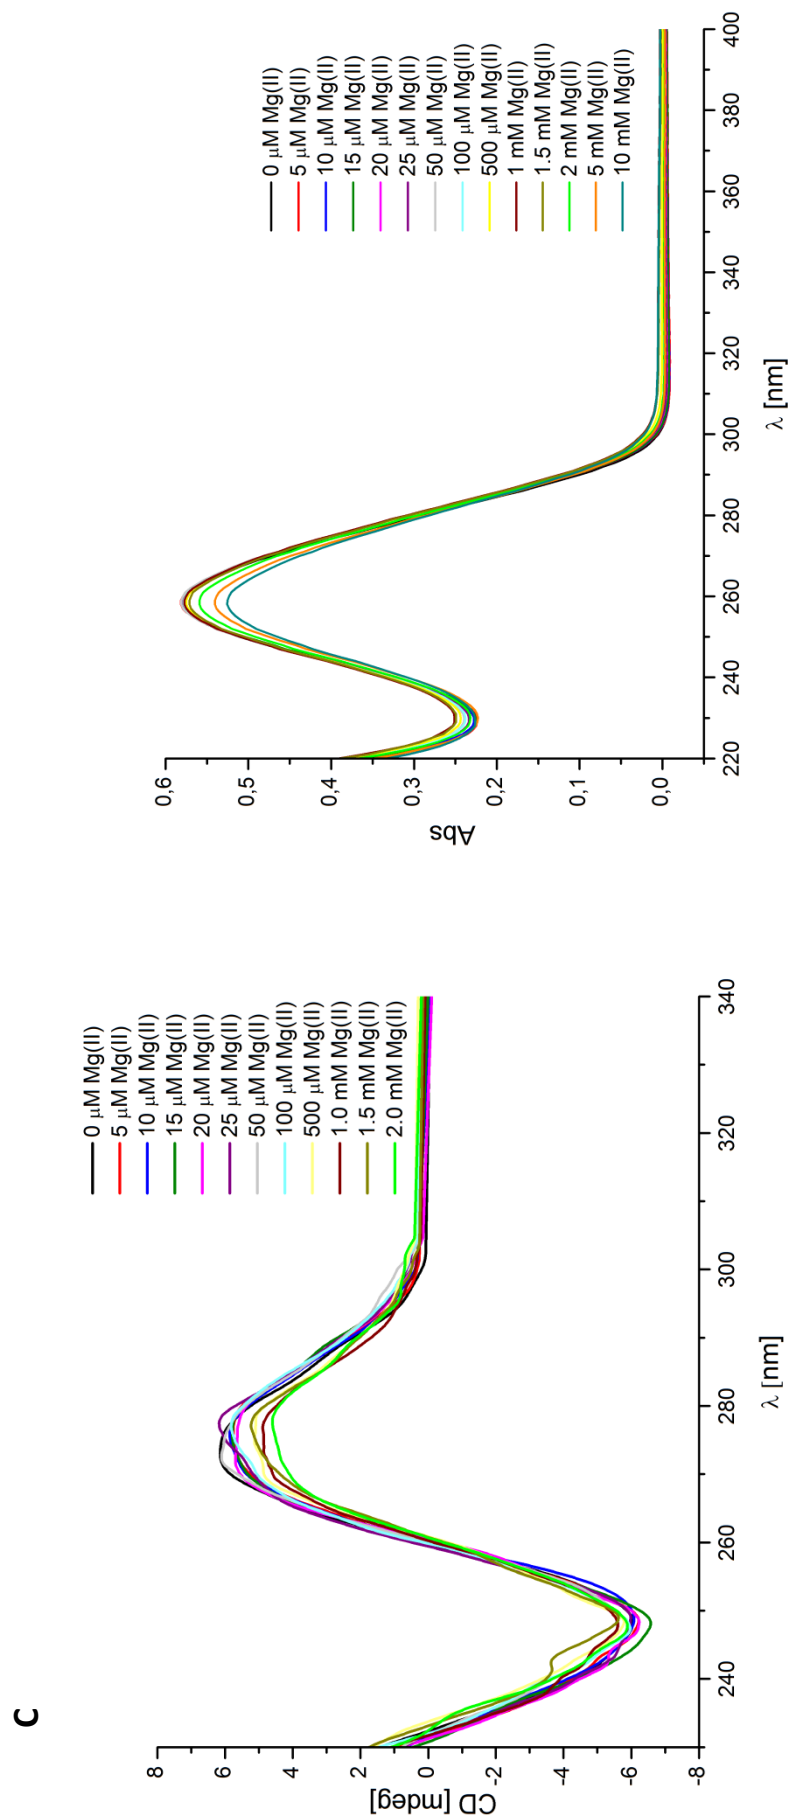 C
8
6
4
2
0
-2
-4
-6
-8
CD [mdeg]
240
260
280
300
320
340
λ [nm]
0 μM Mg(II)
5 μM Mg(II)
10 μM Mg(II)
15 μM Mg(II)
20 μM Mg(II)
25 μM Mg(II)
50 μM Mg(II)
100 μM Mg(II)
500 μM Mg(II)
1.0 mM Mg(II)
1.5 mM Mg(II)
2.0 mM Mg(II)
0,6
0,5
0,4
0,3
0,2
0,1
0,0
Abs
220
240
260
280
300
320
340
360
380
400
λ [nm]
0 μM Mg(II)
5 μM Mg(II)
10 μM Mg(II)
15 μM Mg(II)
20 μM Mg(II)
25 μM Mg(II)
50 μM Mg(II)
100 μM Mg(II)
500 μM Mg(II)
1 mM Mg(II)
1.5 mM Mg(II)
2 mM Mg(II)
5 mM Mg(II)
10 mM Mg(II)